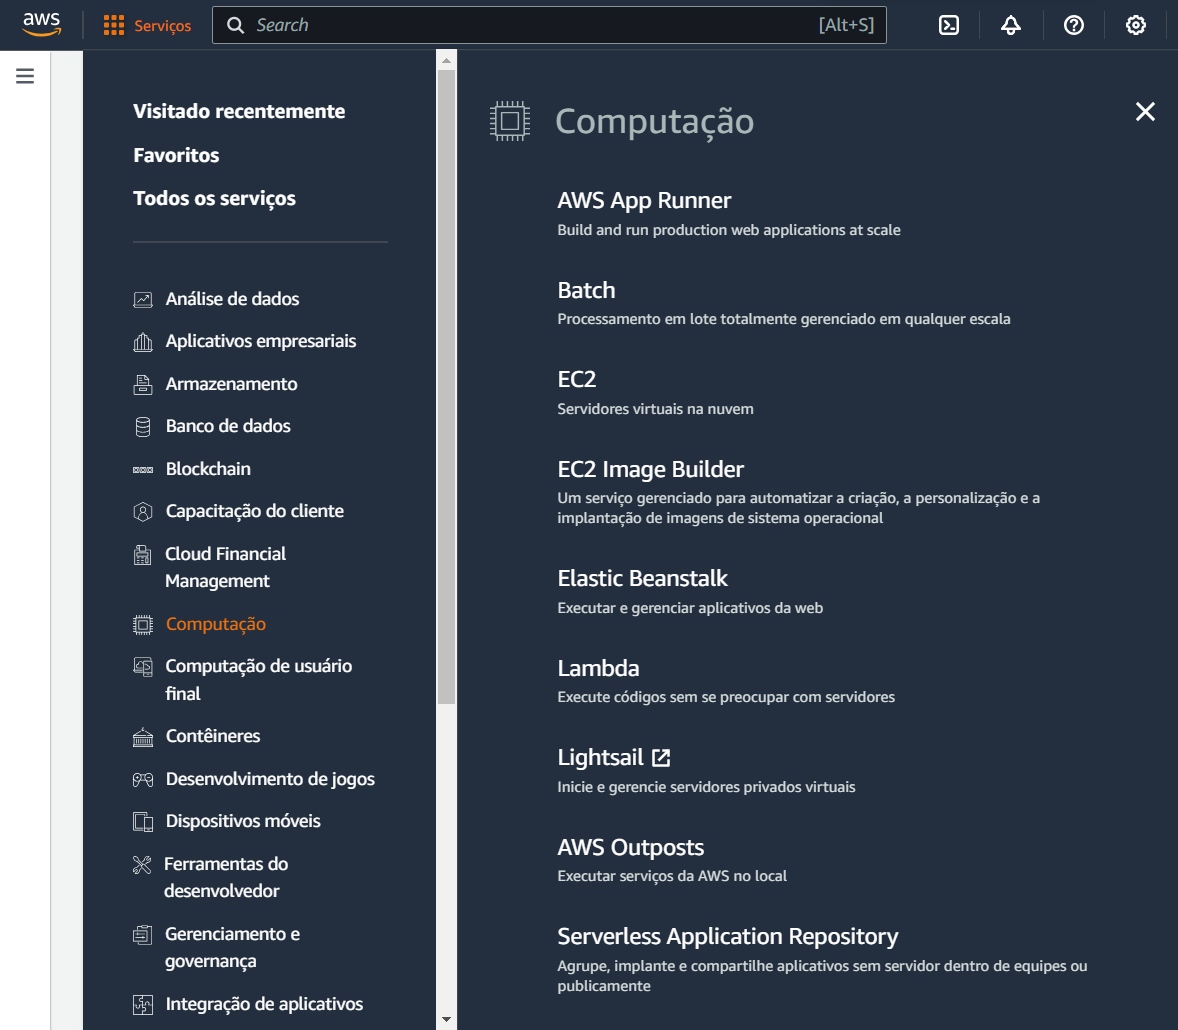 aws
Serviços
Search
[Alt+S]
Visitado recentemente
Favoritos
Todos os serviços
Análise de dados
Aplicativos empresariais
Armazenamento
Banco de dados
Blockchain
Capacitação do cliente
Cloud Financial
Management
Computação
Computação de usuário
final
Contêineres
Desenvolvimento de jogos
Dispositivos móveis
Ferramentas do
desenvolvedor
Gerenciamento e
governança
Integração de aplicativos
Computação
AWS App Runner
Build and run production web applications at scale
Batch
Processamento em lote totalmente gerenciado em qualquer escala
EC2
Servidores virtuais na nuvem
EC2 Image Builder
Um serviço gerenciado para automatizar a criação, a personalização e a
implantação de imagens de sistema operacional
Elastic Beanstalk
Executar e gerenciar aplicativos da web
Lambda
Execute códigos sem se preocupar com servidores
Lightsail
Inicie e gerencie servidores privados virtuais
AWS Outposts
Executar serviços da AWS no local
Serverless Application Repository
Agrupe, implante e compartilhe aplicativos sem servidor dentro de equipes ou
publicamente